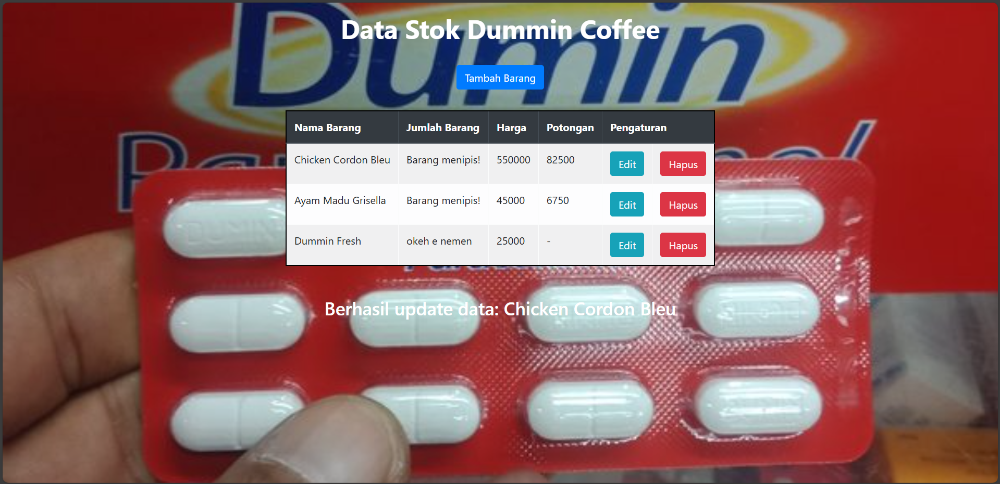 Dumin
Data Stok Dummin Coffee
Tambah Barang
Nama Barang Jumlah Barang Harga Potongan Pengaturan
Chicken Cordon Bleu Barang menipis! 550000 82500 Edit Hapus
Ayam Madu Grisella Barang menipis! 45000 6750 Edit Hapus
Dummin Fresh okeh e nemen 25000 - Edit Hapus
Berhasil update data: Chicken Cordon Bleu
DUMIN